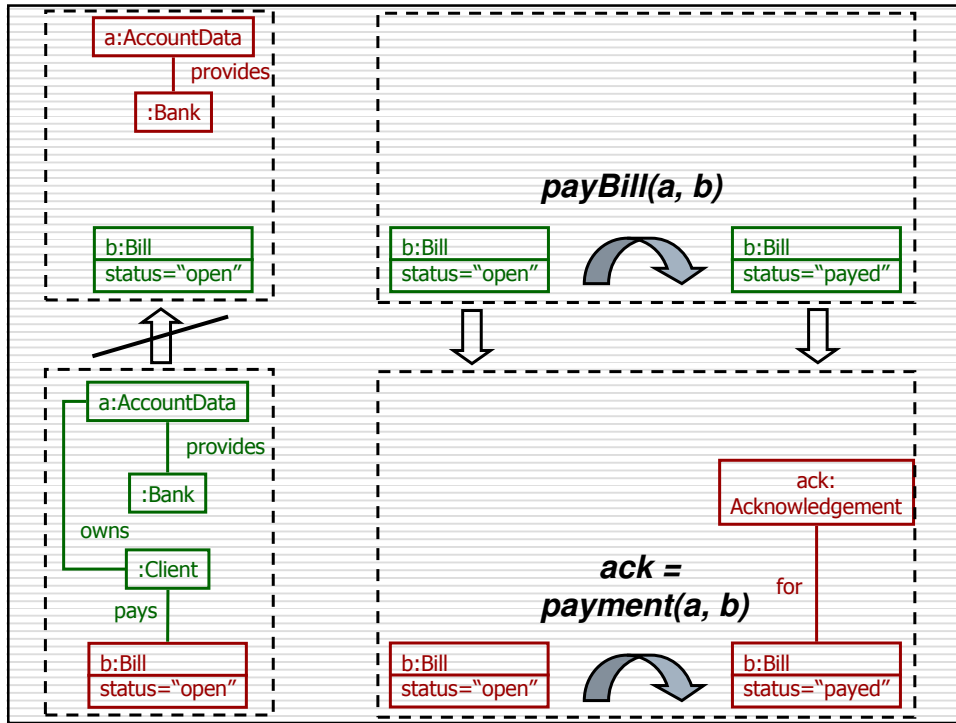 a:AccountData
provides
:Bank
b:Bill
status=“open”
payBill(a, b)
b:Bill
status=“open”
b:Bill
status=“payed”
a:AccountData
provides
:Bank
owns
:Client
pays
b:Bill
status=“open”
ack:
Acknowledgement
for
ack =
payment(a, b)
b:Bill
status=“open”
b:Bill
status=“payed”